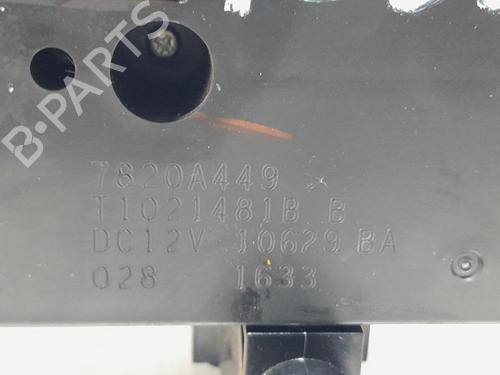 B-PARTS
7820A449
T1021481B B
DC12V 10629 BA
028 1633